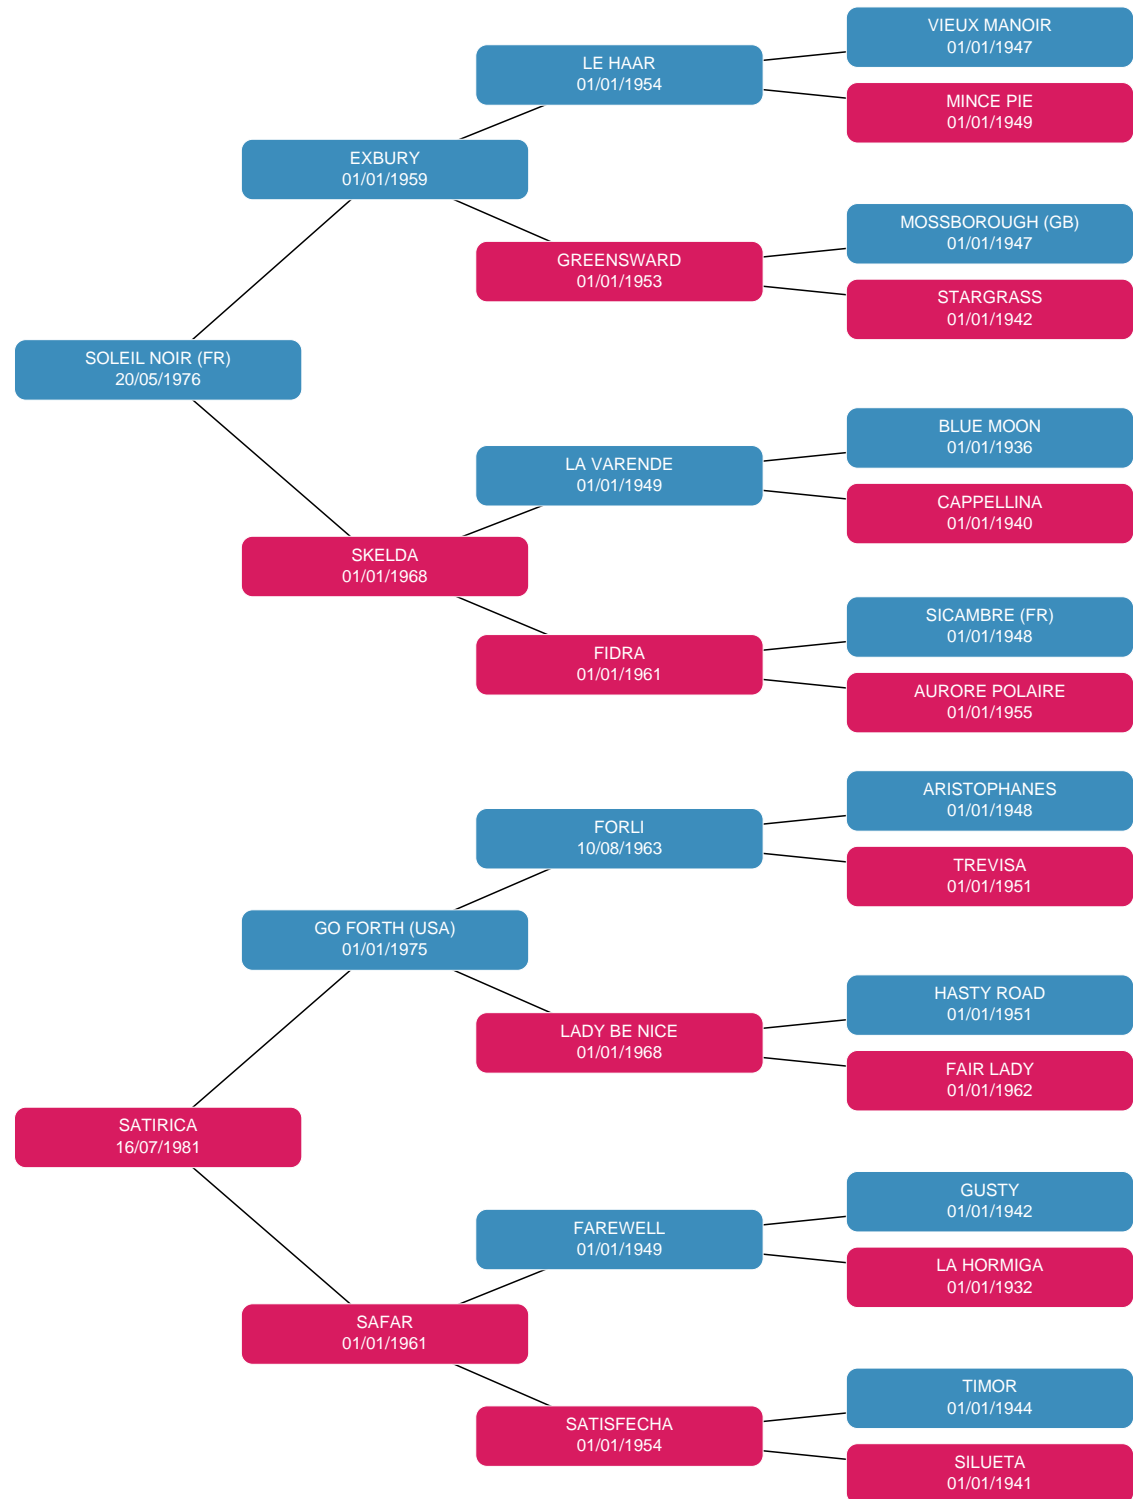 VIEUX MANOIR
01/01/1947
LE HAAR
01/01/1954
MINCE PIE
01/01/1949
EXBURY
01/01/1959
MOSSBOROUGH (GB)
01/01/1947
GREENSWARD
01/01/1953
STARGRASS
01/01/1942
SOLEIL NOIR (FR)
20/05/1976
BLUE MOON
01/01/1936
LA VARENDE
01/01/1949
CAPPELLINA
01/01/1940
SKELDA
01/01/1968
SICAMBRE (FR)
01/01/1948
FIDRA
01/01/1961
AURORE POLAIRE
01/01/1955
ARISTOPHANES
01/01/1948
FORLI
10/08/1963
TREVISA
01/01/1951
GO FORTH (USA)
01/01/1975
HASTY ROAD
01/01/1951
LADY BE NICE
01/01/1968
FAIR LADY
01/01/1962
SATIRICA
16/07/1981
GUSTY
01/01/1942
FAREWELL
01/01/1949
LA HORMIGA
01/01/1932
SAFAR
01/01/1961
TIMOR
01/01/1944
SATISFECHA
01/01/1954
SILUETA
01/01/1941